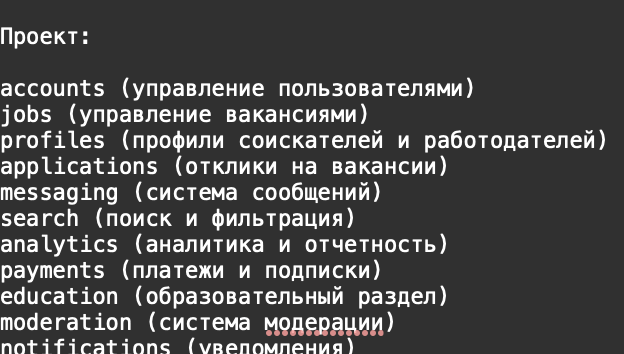 Проект:
accounts (управление пользователями)
jobs (управление вакансиями)
profiles (профили соискателей и работодателей)
applications (отклики на вакансии)
messaging (система сообщений)
search (поиск и фильтрация)
analytics (аналитика и отчетность)
payments (платежи и подписки)
education (образовательный раздел)
moderation (система модерации)
notifications (уведомления)